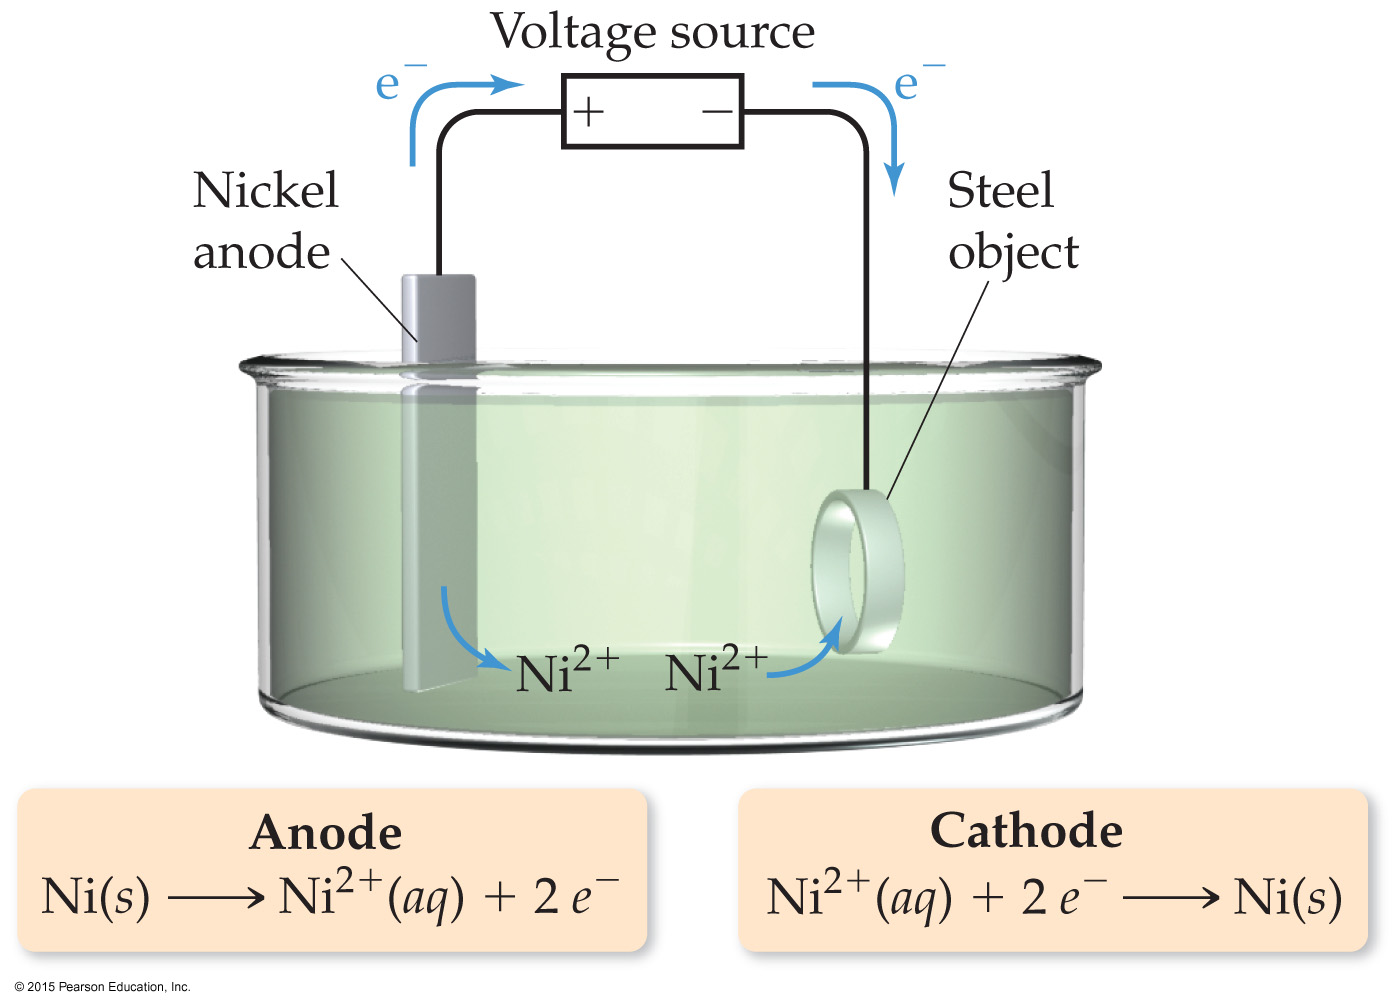 Voltage source
e⁻
e⁻
+ −
Nickel
anode
Steel
object
Ni²⁺ Ni²⁺
Anode
Ni(s) ⟶ Ni²⁺(aq) + 2 e⁻
Cathode
Ni²⁺(aq) + 2 e⁻ ⟶ Ni(s)
© 2015 Pearson Education, Inc.